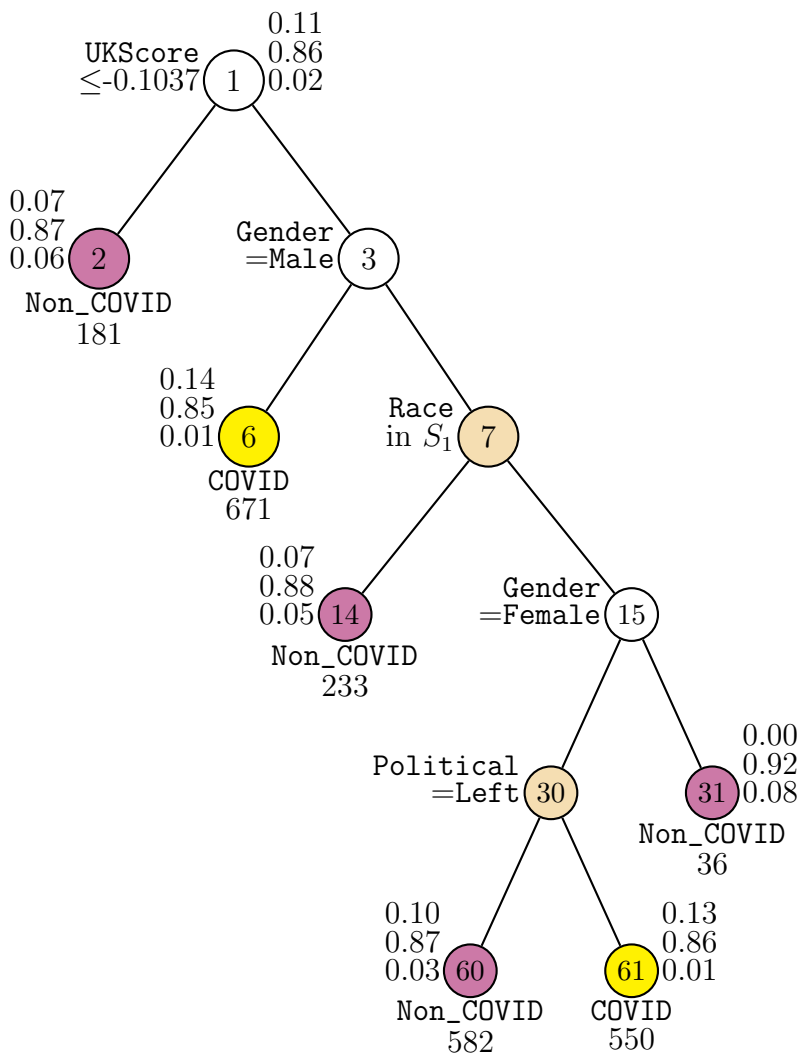 0.11
UKScore 0.86
≤-0.1037 1 0.02
0.07
0.87
0.06 2
Non_COVID
181
Gender
=Male 3
0.14
0.85
0.01 6
COVID
671
Race
in S₁ 7
0.07
0.88
0.05 14
Non_COVID
233
Gender
=Female 15
Political
=Left 30
0.00
0.92
31 0.08
Non_COVID
36
0.10
0.87
0.03 60
Non_COVID
582
0.13
0.86
61 0.01
COVID
550